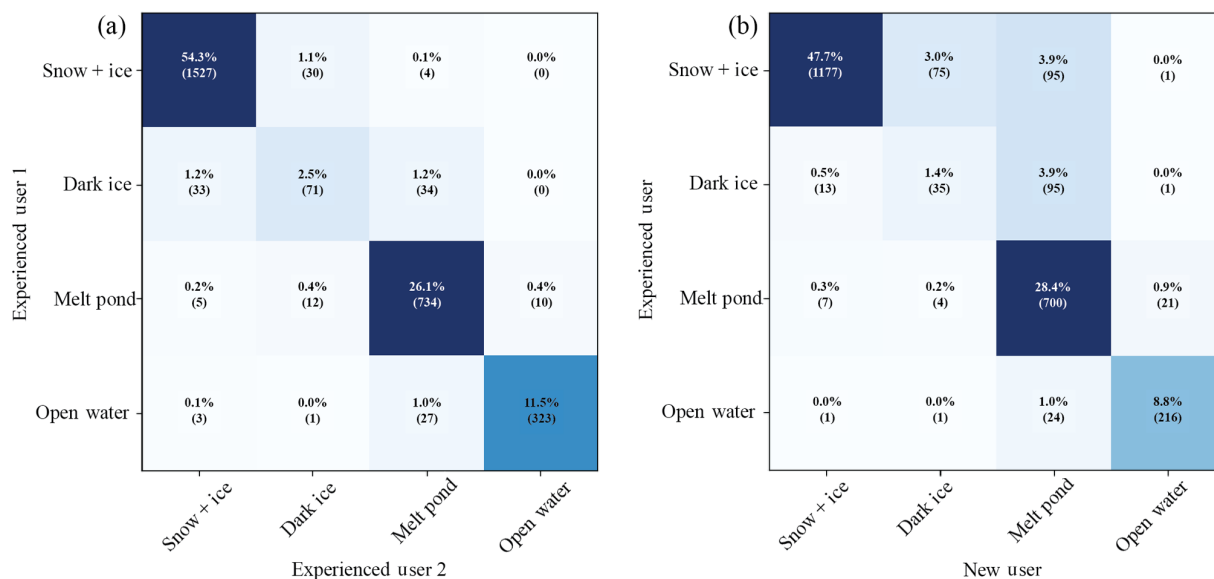 (a)
Experienced user 1
Snow + ice
54.3%
(1527)
1.1%
(30)
0.1%
(4)
0.0%
(0)
Dark ice
1.2%
(33)
2.5%
(71)
1.2%
(34)
0.0%
(0)
Melt pond
0.2%
(5)
0.4%
(12)
26.1%
(734)
0.4%
(10)
Open water
0.1%
(3)
0.0%
(1)
1.0%
(27)
11.5%
(323)
Snow + ice
Dark ice
Melt pond
Open water
Experienced user 2
(b)
Experienced user
Snow + ice
47.7%
(1177)
3.0%
(75)
3.9%
(95)
0.0%
(1)
Dark ice
0.5%
(13)
1.4%
(35)
3.9%
(95)
0.0%
(1)
Melt pond
0.3%
(7)
0.2%
(4)
28.4%
(700)
0.9%
(21)
Open water
0.0%
(1)
0.0%
(1)
1.0%
(24)
8.8%
(216)
Snow + ice
Dark ice
Melt pond
Open water
New user